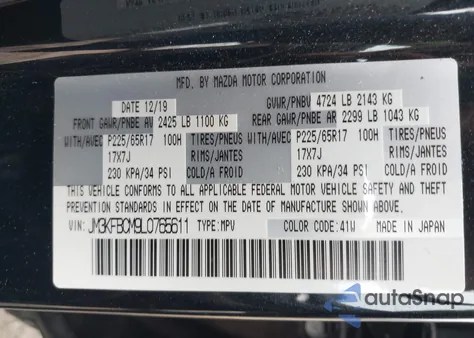 MFD. BY MAZDA MOTOR CORPORATION
DATE 12/19 GVWR/PNBV 4724 LB 2143 KG
FRONT GAWR/PNBE AV 2425 LB 1100 KG REAR GAWR/PNBE AR 2299 LB 1043 KG
WITH/AVEC P225/65R17 100H TIRES/PNEUS WITH/AVEC P225/65R17 100H TIRES/PNEUS
17X7J RIMS/JANTES 17X7J RIMS/JANTES
230 KPA/34 PSI COLD/A FROID 230 KPA/34 PSI COLD/A FROID
THIS VEHICLE CONFORMS TO ALL APPLICABLE FEDERAL MOTOR VEHICLE SAFETY AND THEFT
PREVENTION STANDARDS IN EFFECT ON THE DATE OF MANUFACTURE SHOWN ABOVE.
VIN: JM3KFBCM9L0765611 TYPE: MPV COLOR CODE: 41W MADE IN JAPAN
autoSnap